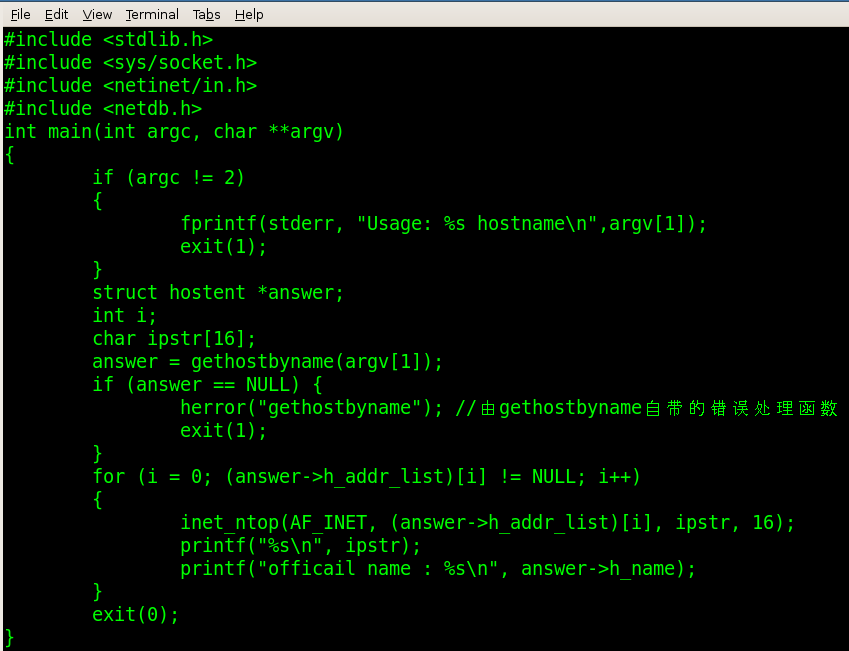 File Edit View Terminal Tabs Help
#include <stdlib.h>
#include <sys/socket.h>
#include <netinet/in.h>
#include <netdb.h>
int main(int argc, char **argv)
{
        if (argc != 2)
        {
                fprintf(stderr, "Usage: %s hostname\n",argv[1]);
                exit(1);
        }
        struct hostent *answer;
        int i;
        char ipstr[16];
        answer = gethostbyname(argv[1]);
        if (answer == NULL) {
                herror("gethostbyname"); //由gethostbyname自带的错误处理函数
                exit(1);
        }
        for (i = 0; (answer->h_addr_list)[i] != NULL; i++)
        {
                inet_ntop(AF_INET, (answer->h_addr_list)[i], ipstr, 16);
                printf("%s\n", ipstr);
                printf("officail name : %s\n", answer->h_name);
        }
        exit(0);
}